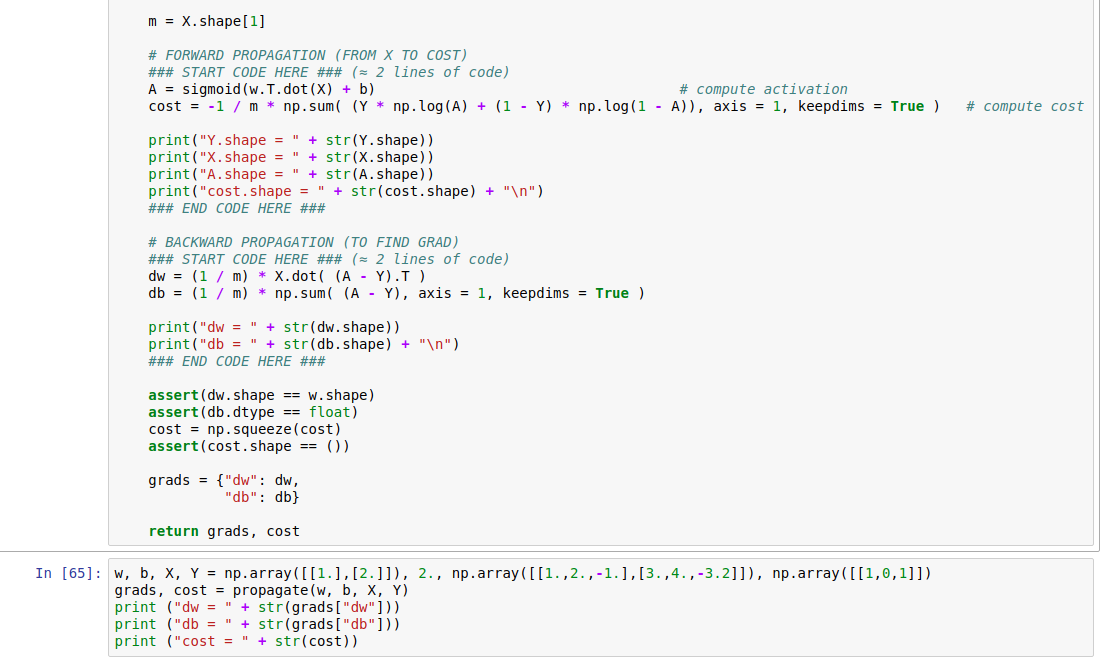 m = X.shape[1]
# FORWARD PROPAGATION (FROM X TO COST)
### START CODE HERE ### (≈ 2 lines of code)
A = sigmoid(w.T.dot(X) + b)                                    # compute activation
cost = -1 / m * np.sum( (Y * np.log(A) + (1 - Y) * np.log(1 - A)), axis = 1, keepdims = True )   # compute cost
print("Y.shape = " + str(Y.shape))
print("X.shape = " + str(X.shape))
print("A.shape = " + str(A.shape))
print("cost.shape = " + str(cost.shape) + "\n")
### END CODE HERE ###
# BACKWARD PROPAGATION (TO FIND GRAD)
### START CODE HERE ### (≈ 2 lines of code)
dw = (1 / m) * X.dot( (A - Y).T )
db = (1 / m) * np.sum( (A - Y), axis = 1, keepdims = True )
print("dw = " + str(dw.shape))
print("db = " + str(db.shape) + "\n")
### END CODE HERE ###
assert(dw.shape == w.shape)
assert(db.dtype == float)
cost = np.squeeze(cost)
assert(cost.shape == ())
grads = {"dw": dw,
"db": db}
return grads, cost
In [65]: w, b, X, Y = np.array([[1.],[2.]]), 2., np.array([[1.,2.,-1.],[3.,4.,-3.2]]), np.array([[1,0,1]])
grads, cost = propagate(w, b, X, Y)
print ("dw = " + str(grads["dw"]))
print ("db = " + str(grads["db"]))
print ("cost = " + str(cost))